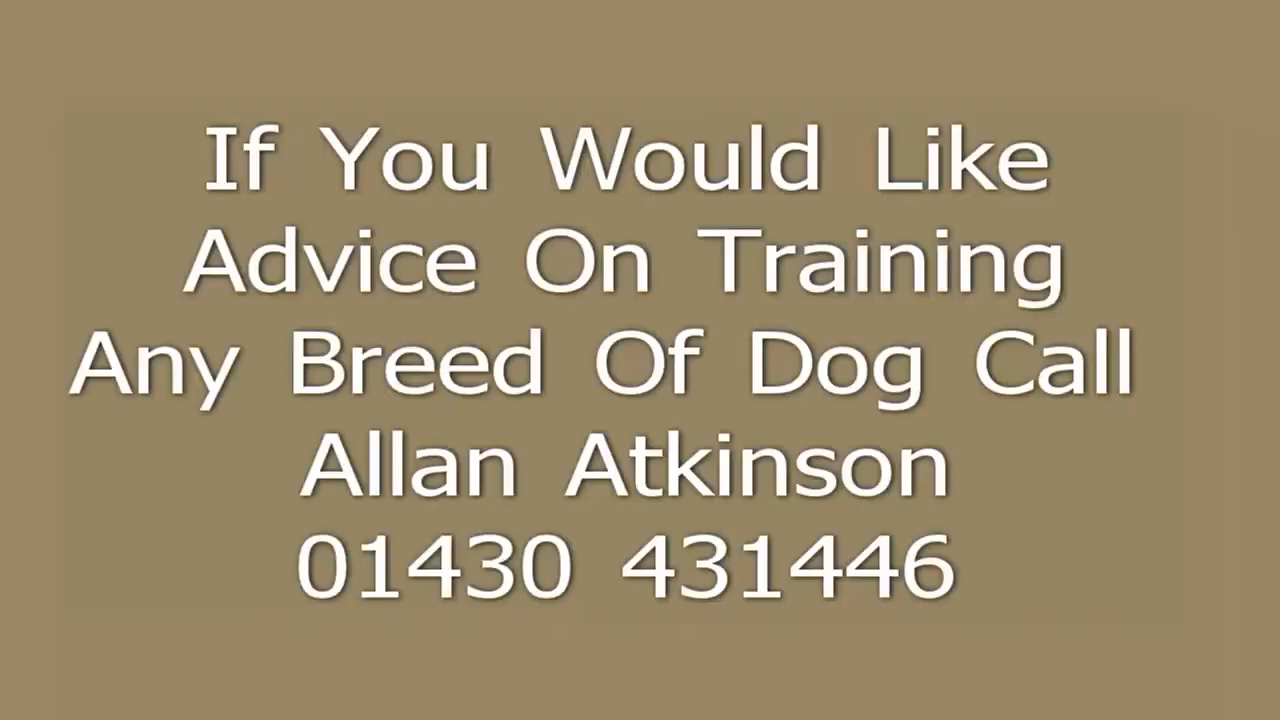 If You Would Like
Advice On Training
Any Breed Of Dog Call
Allan Atkinson
01430 431446